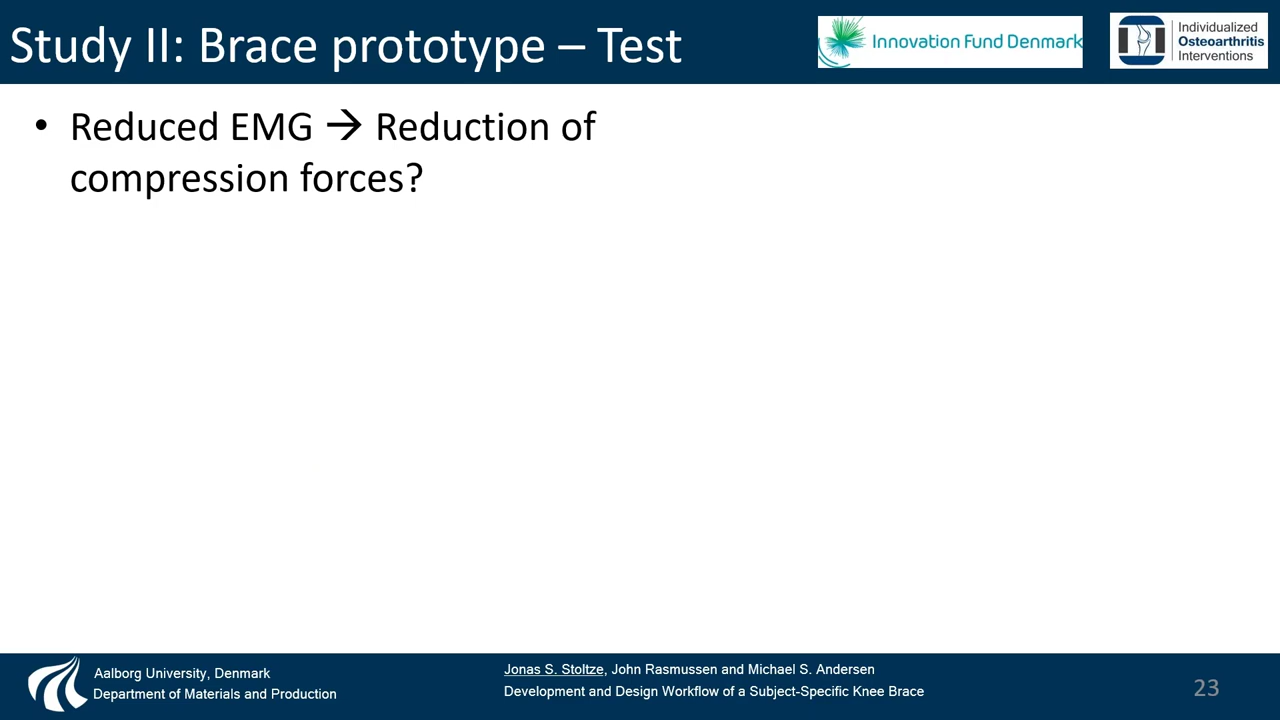 Study II: Brace prototype – Test
Innovation Fund Denmark
Individualized
Osteoarthritis
Interventions
• Reduced EMG → Reduction of
compression forces?
Aalborg University, Denmark
Department of Materials and Production
Jonas S. Stoltze, John Rasmussen and Michael S. Andersen
Development and Design Workflow of a Subject-Specific Knee Brace
23